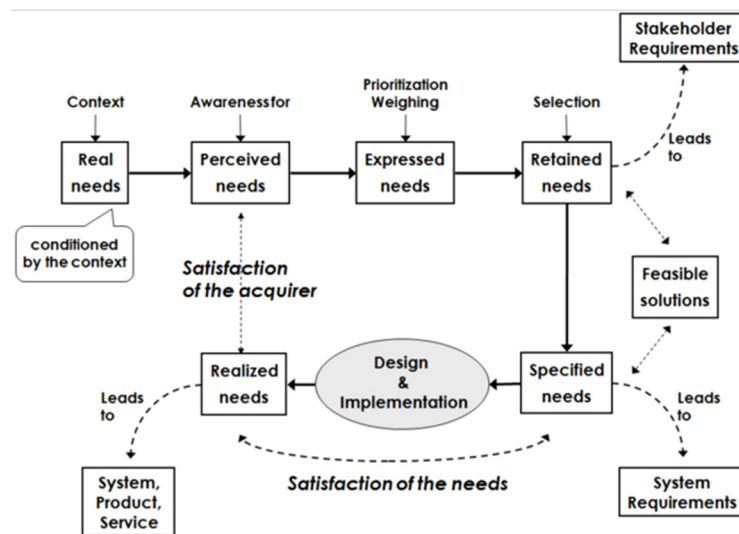 Stakeholder
Requirements
Context
Awareness for
Prioritization
Weighing
Selection
Leads
to
Real
needs
Perceived
needs
Expressed
needs
Retained
needs
conditioned
by the context
Satisfaction
of the acquirer
Feasible
solutions
Realized
needs
Design
&
Implementation
Specified
needs
Leads
to
Leads
to
System,
Product,
Service
Satisfaction of the needs
System
Requirements